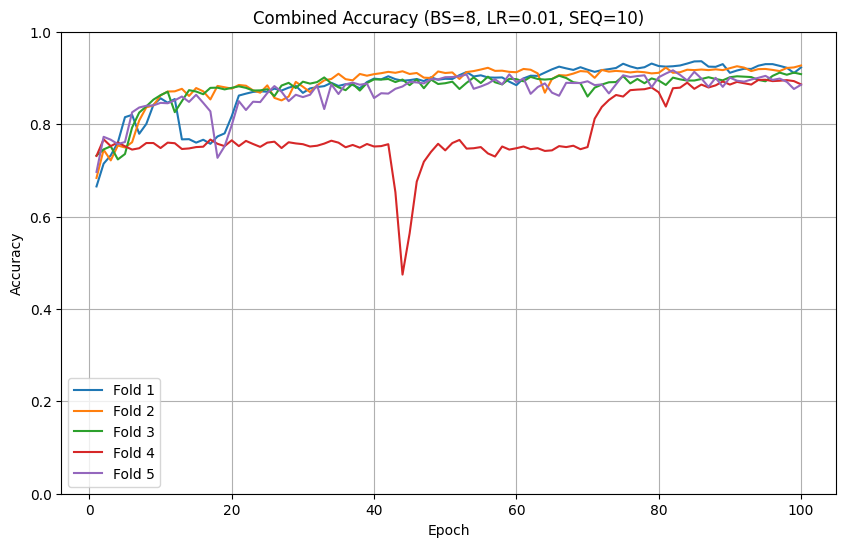 Combined Accuracy (BS=8, LR=0.01, SEQ=10)
1.0
0.8
0.6
0.4
0.2
0.0
Accuracy
Fold 1
Fold 2
Fold 3
Fold 4
Fold 5
0 20 40 60 80 100
Epoch